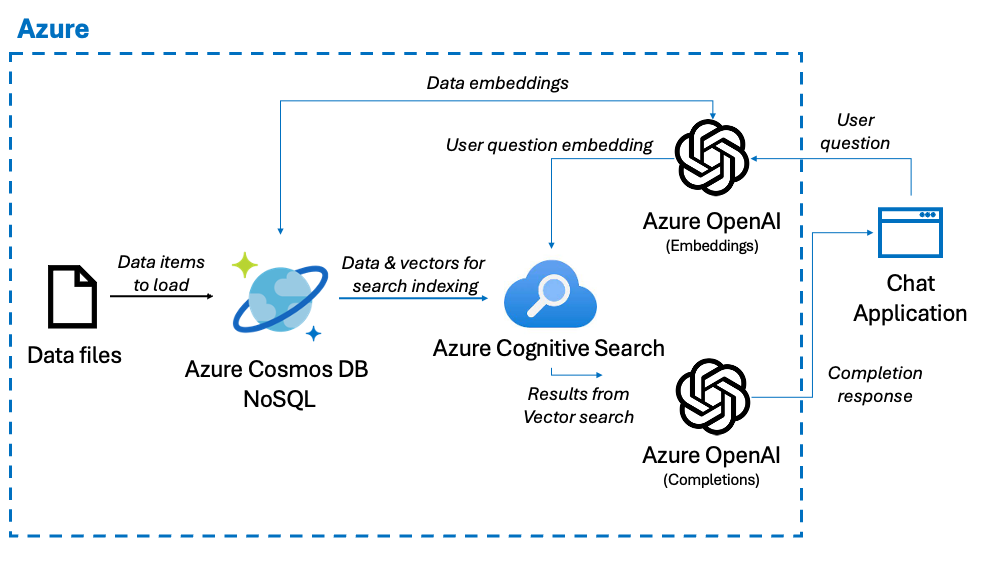 Azure
Data embeddings
User question embedding
User
question
Azure OpenAI
(Embeddings)
Data items
to load
Data & vectors for
search indexing
Chat
Application
Data files
Azure Cosmos DB
NoSQL
Azure Cognitive Search
Results from
Vector search
Completion
response
Azure OpenAI
(Completions)